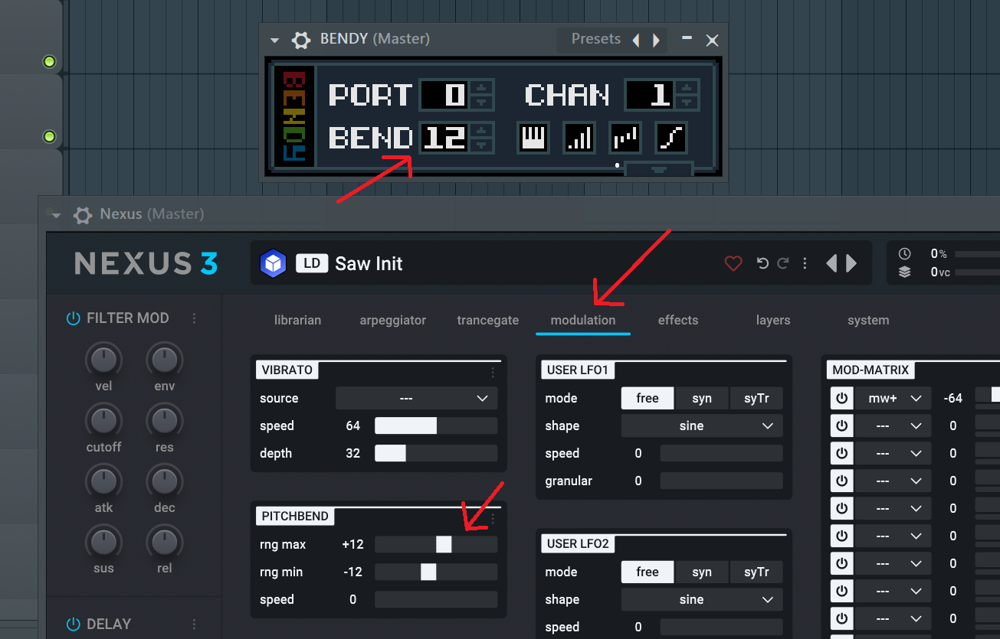 BENDY (Master) Presets
BENDY
PORT 0 CHAN 1
BEND 12
Nexus (Master)
NEXUS 3 LD Saw Init 0%
0vc
FILTER MOD
vel env
cutoff res
atk dec
sus rel
DELAY
librarian arpeggiator trancegate modulation effects layers system
VIBRATO
source ---
speed 64
depth 32
PITCHBEND
rng max +12
rng min -12
speed 0
USER LFO1
mode free syn syTr
shape sine
speed 0
granular 0
USER LFO2
mode free syn syTr
shape sine
speed 0
MOD-MATRIX
mw+ -64
--- 0
--- 0
--- 0
--- 0
--- 0
--- 0
--- 0
--- 0